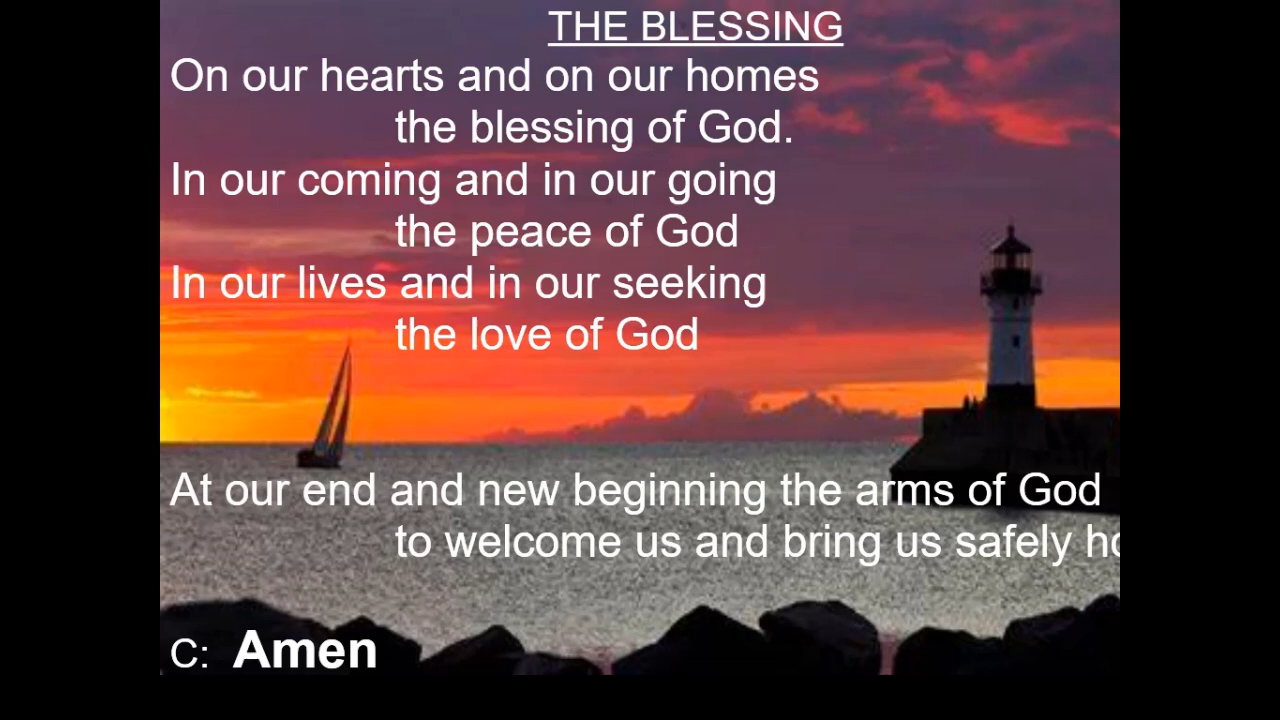 THE BLESSING
On our hearts and on our homes
the blessing of God.
In our coming and in our going
the peace of God
In our lives and in our seeking
the love of God
At our end and new beginning the arms of God
to welcome us and bring us safely
C: Amen